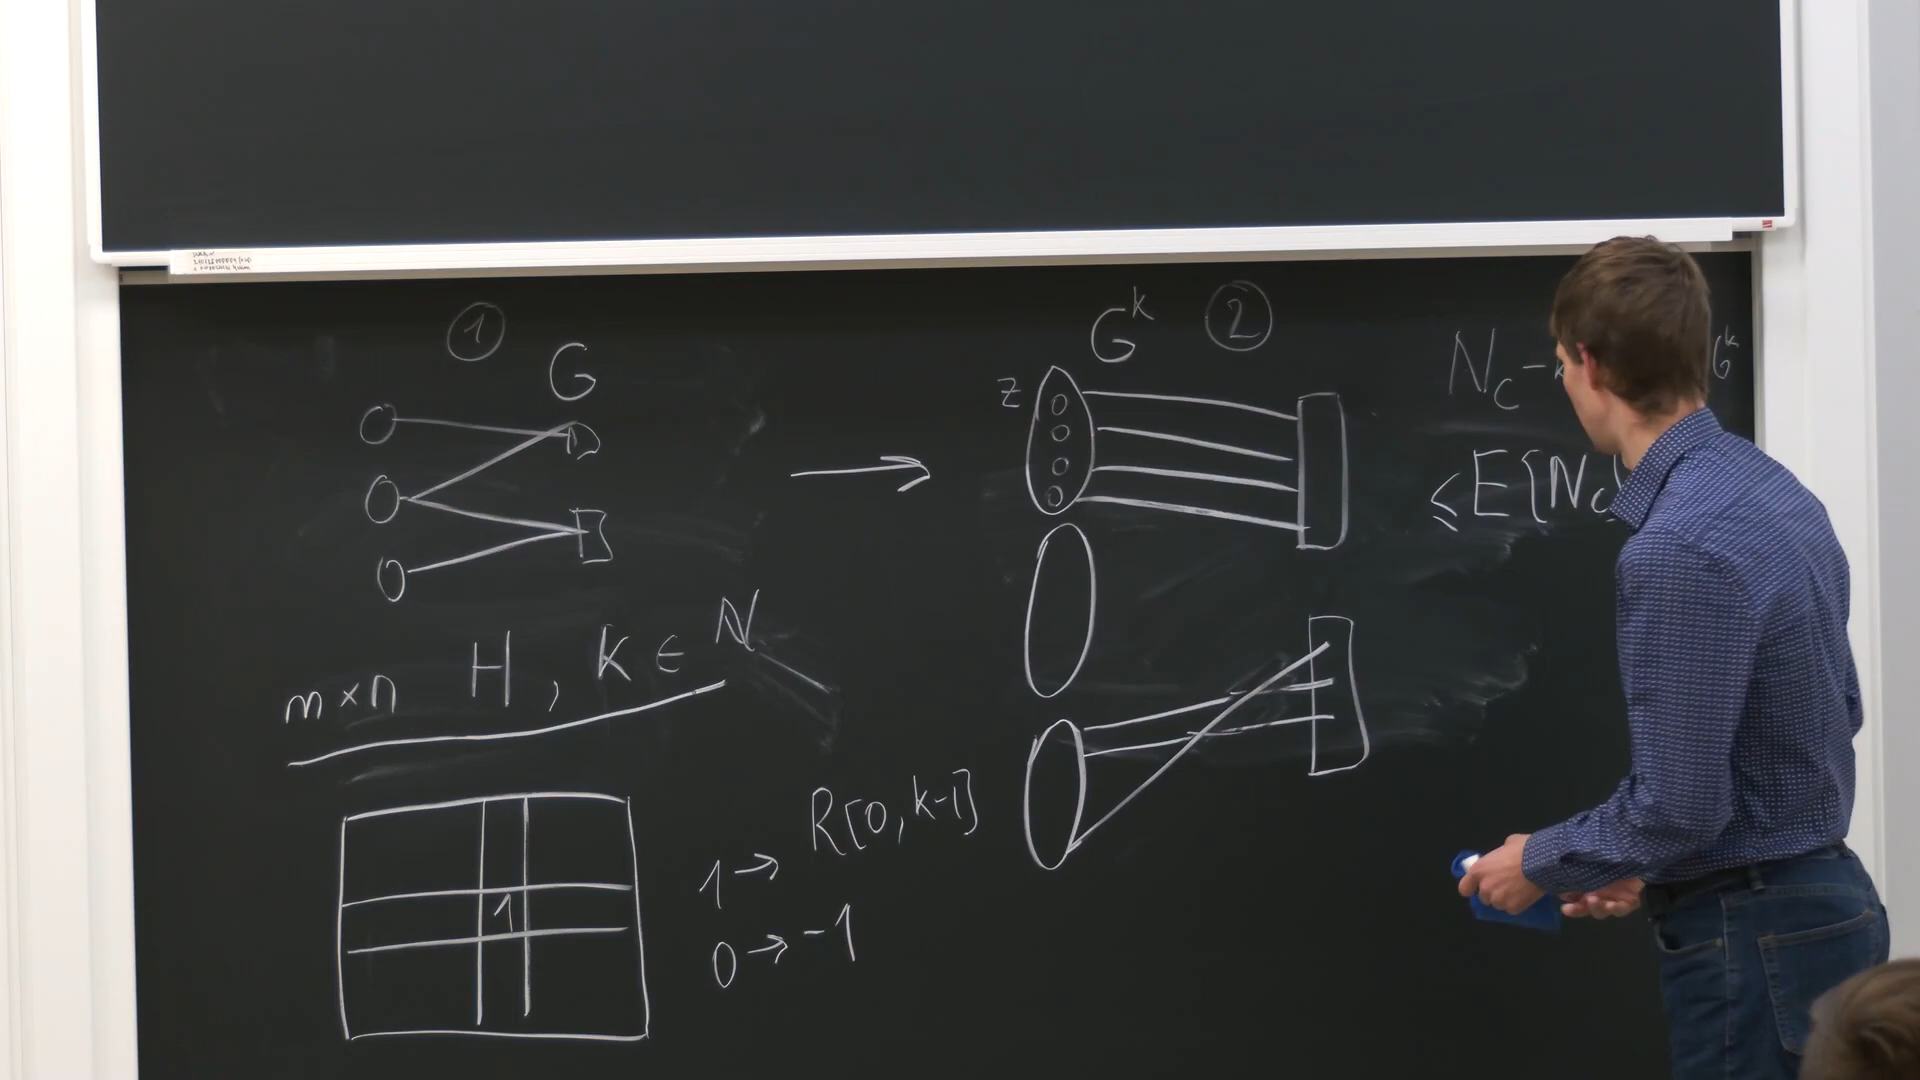 1
G
m×n H, k ∈ N
1
1 → R[0, k-1]
0 → -1
G^k 2
z
N_C -
G^k
≤ E[N_C]